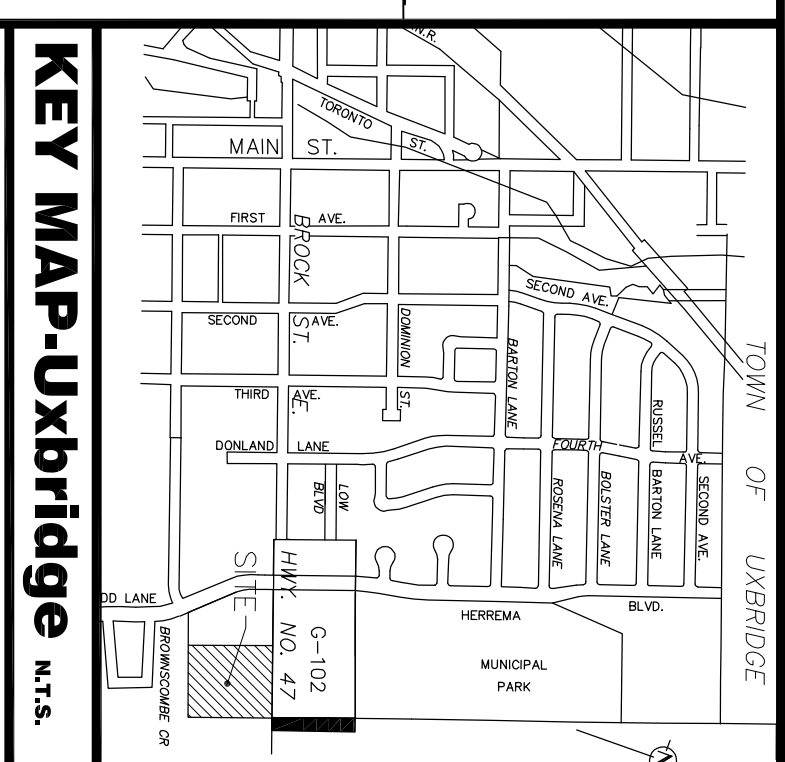 KEY MAP-Uxbridge N.T.S.
N.R.
TORONTO ST.
MAIN ST.
FIRST AVE.
BROCK ST. E.
SECOND AVE.
SECOND AVE.
DOMINION ST.
BARTON LANE
THIRD AVE.
RUSSEL
TOWN OF UXBRIDGE
DONLAND LANE
FOURTH AVE.
LOW
BLVD
ROSENA LANE
BOLSTER LANE
BARTON LANE
SECOND AVE.
SITE
HWY. NO. 47
G-102
DD LANE
HERREMA BLVD.
BROWNSCOMBE CR
MUNICIPAL
PARK
N